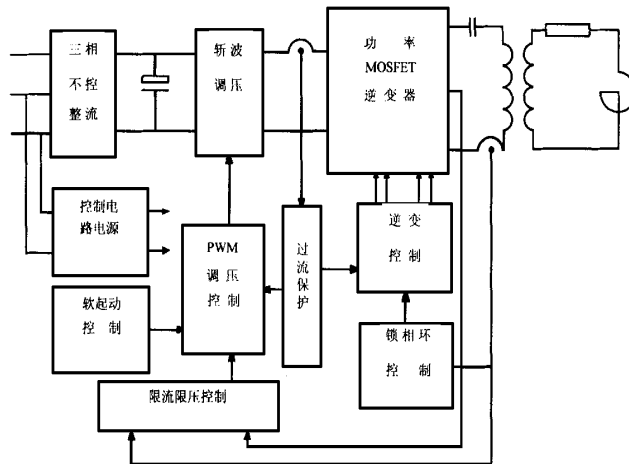 三相
不控
整流
斩波
调压
功率
MOSFET
逆变器
控制电
路电源
PWM
调压
控制
过
流
保
护
逆变
控制
软起动
控制
锁相环
控制
限流限压控制